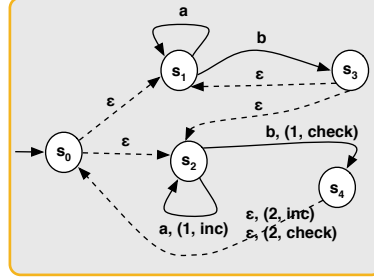 a
b
s1
s3
ε
ε
ε
s0
ε
b, (1, check)
s2
s4
a, (1, inc)
ε, (2, inc)
ε, (2, check)